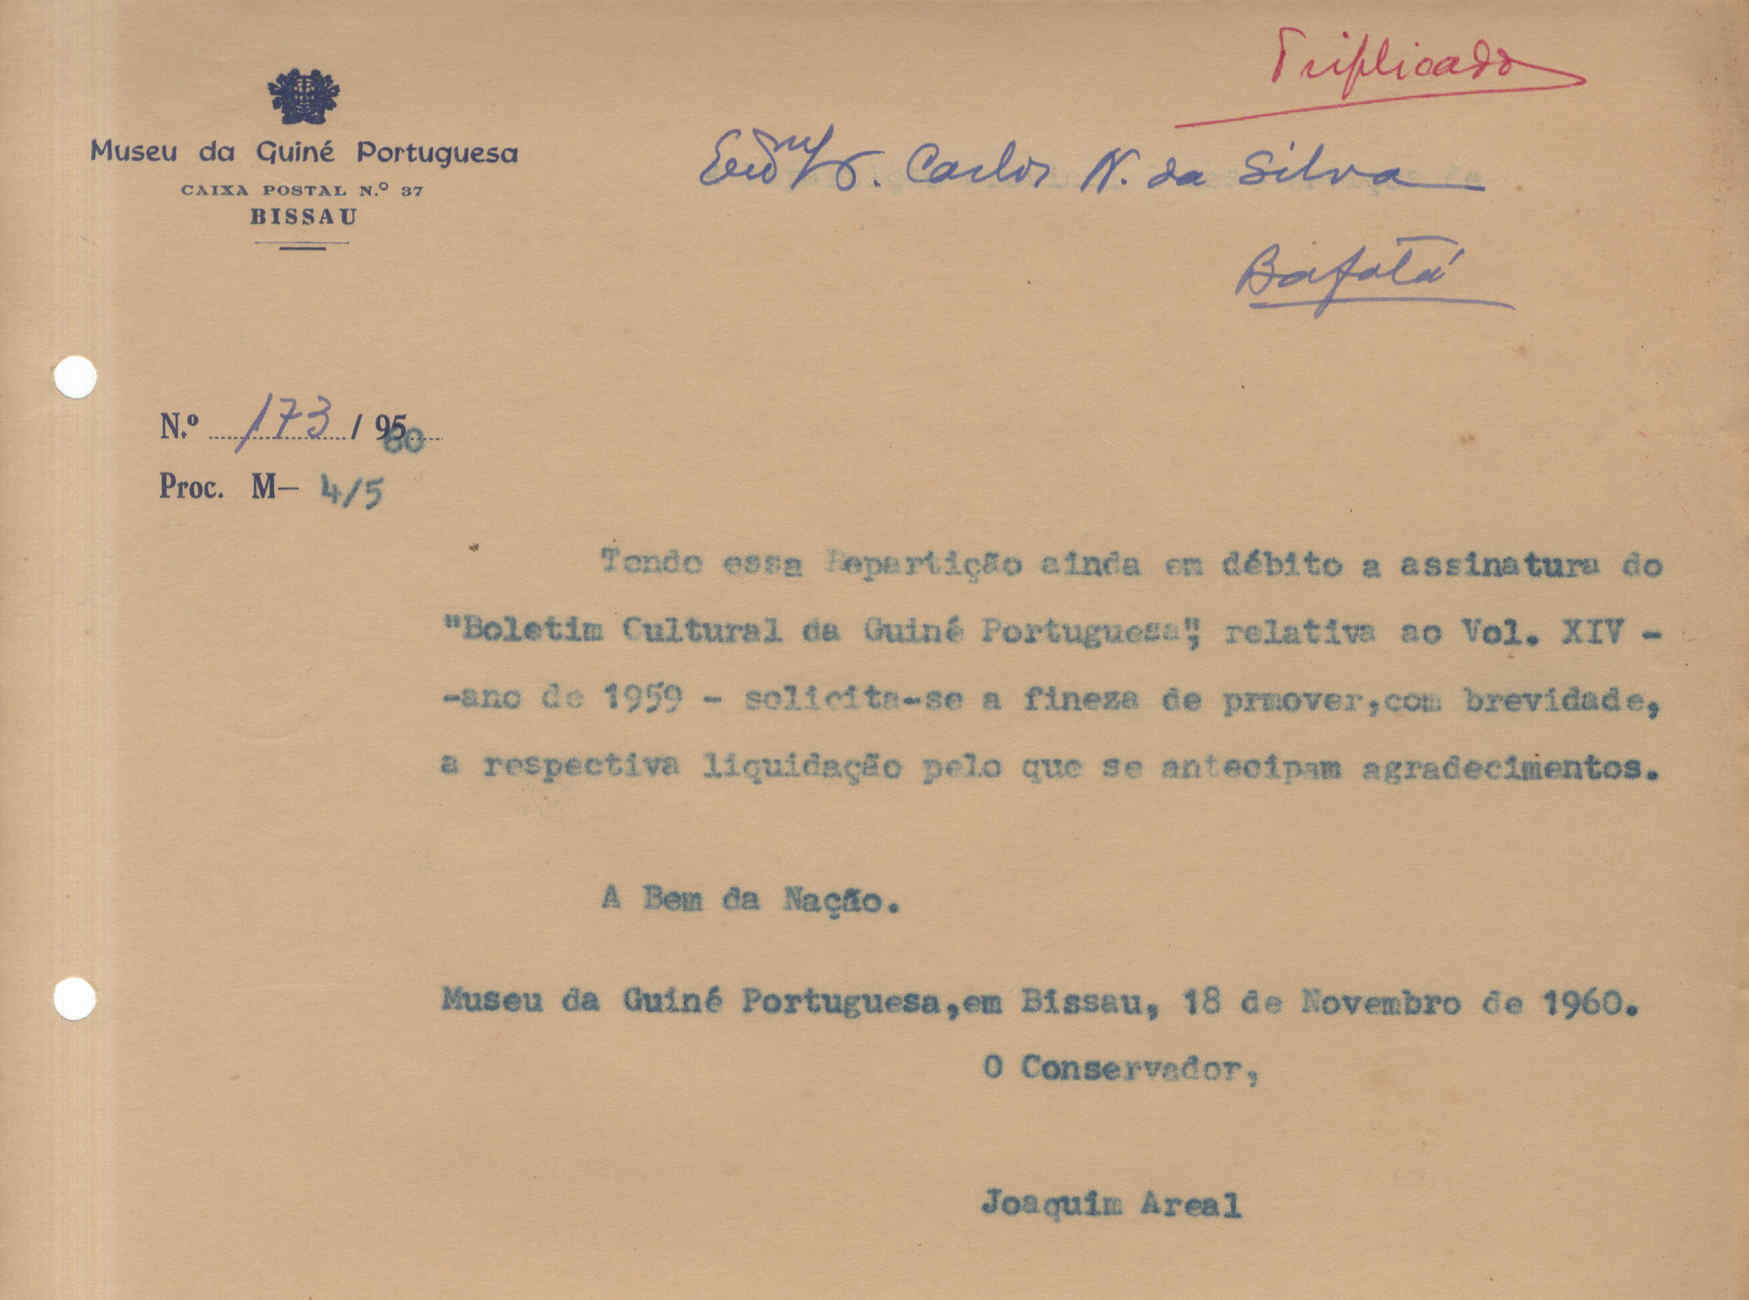 Triplicado
Museu da Guiné Portuguesa
CAIXA POSTAL N.º 37
BISSAU
Carlos N. da Silva
Bafatá
N.º 173 / 95 60
Proc. M— 4/5
Tendo essa Repartição ainda em débito a assinatura do
"Boletim Cultural da Guiné Portuguesa", relativa ao Vol. XIV -
-ano de 1959 - solicita-se a fineza de prmover,com brevidade,
a respectiva liquidação pelo que se antecipam agradecimentos.
A Bem da Nação.
Museu da Guiné Portuguesa,em Bissau, 18 de Novembro de 1960.
O Conservador,
Joaquim Areal